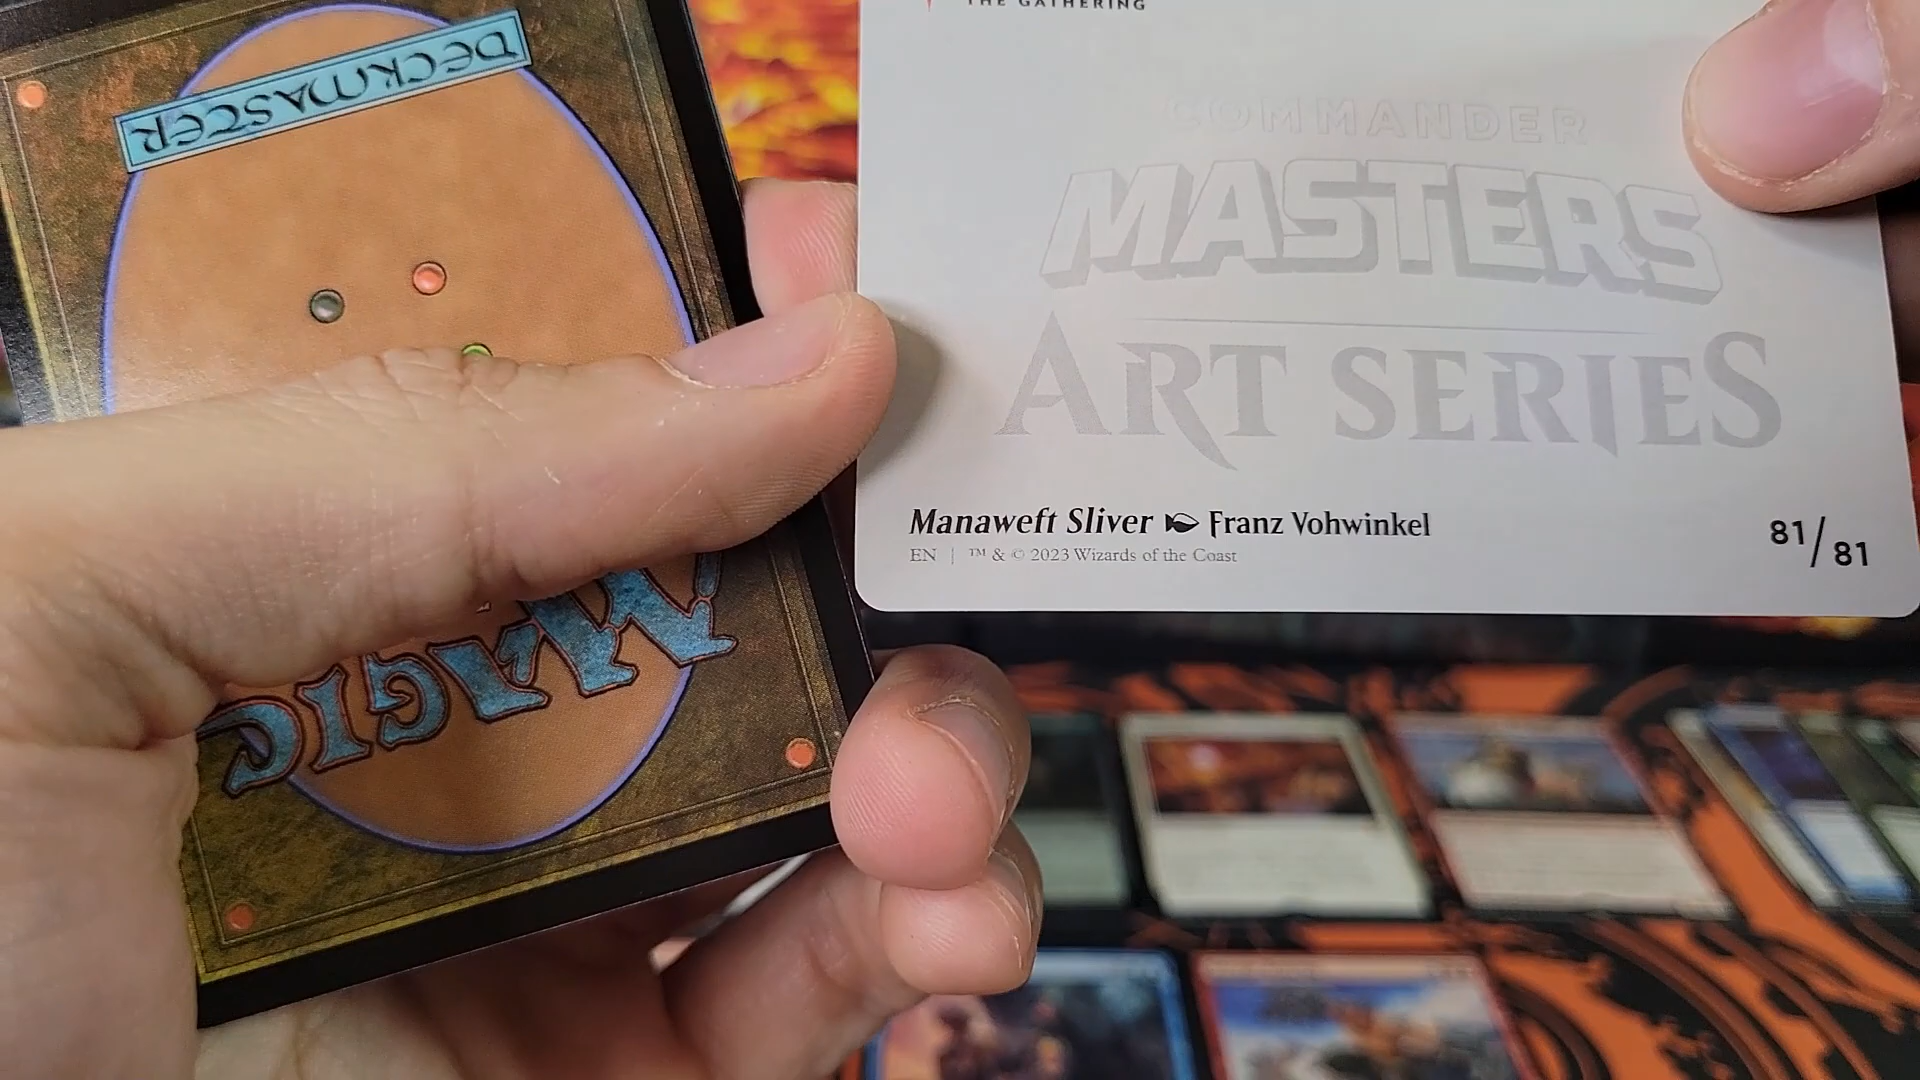 DECKMASTER
MAGIC
THE GATHERING
COMMANDER
MASTERS
ART SERIES
Manaweft Sliver Franz Vohwinkel
81/81
EN | ™ & © 2023 Wizards of the Coast